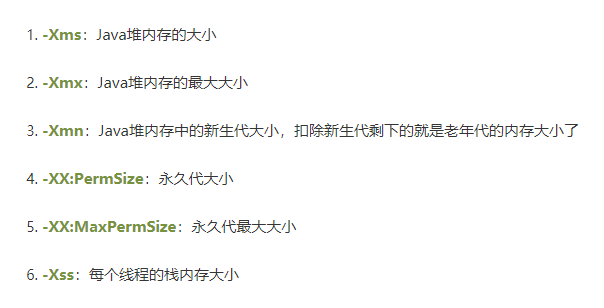 1. -Xms：Java堆内存的大小
2. -Xmx：Java堆内存的最大大小
3. -Xmn：Java堆内存中的新生代大小，扣除新生代剩下的就是老年代的内存大小了
4. -XX:PermSize：永久代大小
5. -XX:MaxPermSize：永久代最大大小
6. -Xss：每个线程的栈内存大小